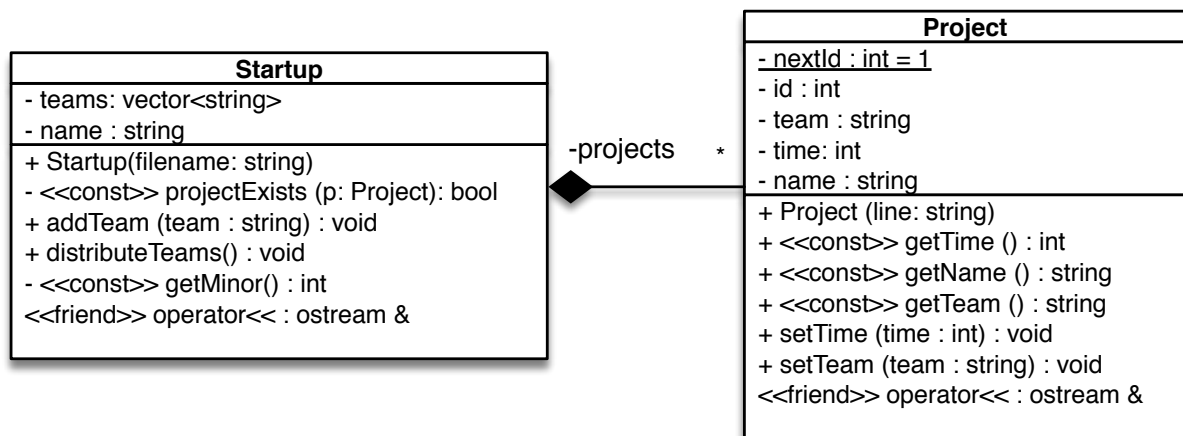 Startup
- teams: vector<string>
- name : string
+ Startup(filename: string)
- <<const>> projectExists (p: Project): bool
+ addTeam (team : string) : void
+ distributeTeams() : void
- <<const>> getMinor() : int
<<friend>> operator<< : ostream &
-projects *
Project
- nextId : int = 1
- id : int
- team : string
- time: int
- name : string
+ Project (line: string)
+ <<const>> getTime () : int
+ <<const>> getName () : string
+ <<const>> getTeam () : string
+ setTime (time : int) : void
+ setTeam (team : string) : void
<<friend>> operator<< : ostream &